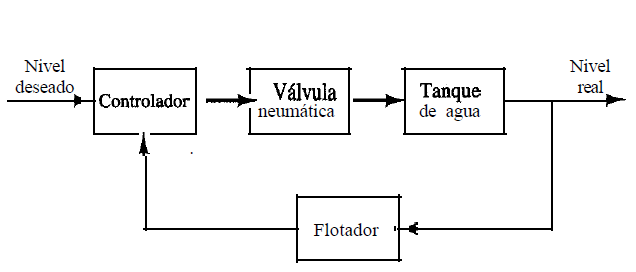 Nivel
deseado
Controlador
Válvula
neumática
Tanque
de agua
Nivel
real
Flotador